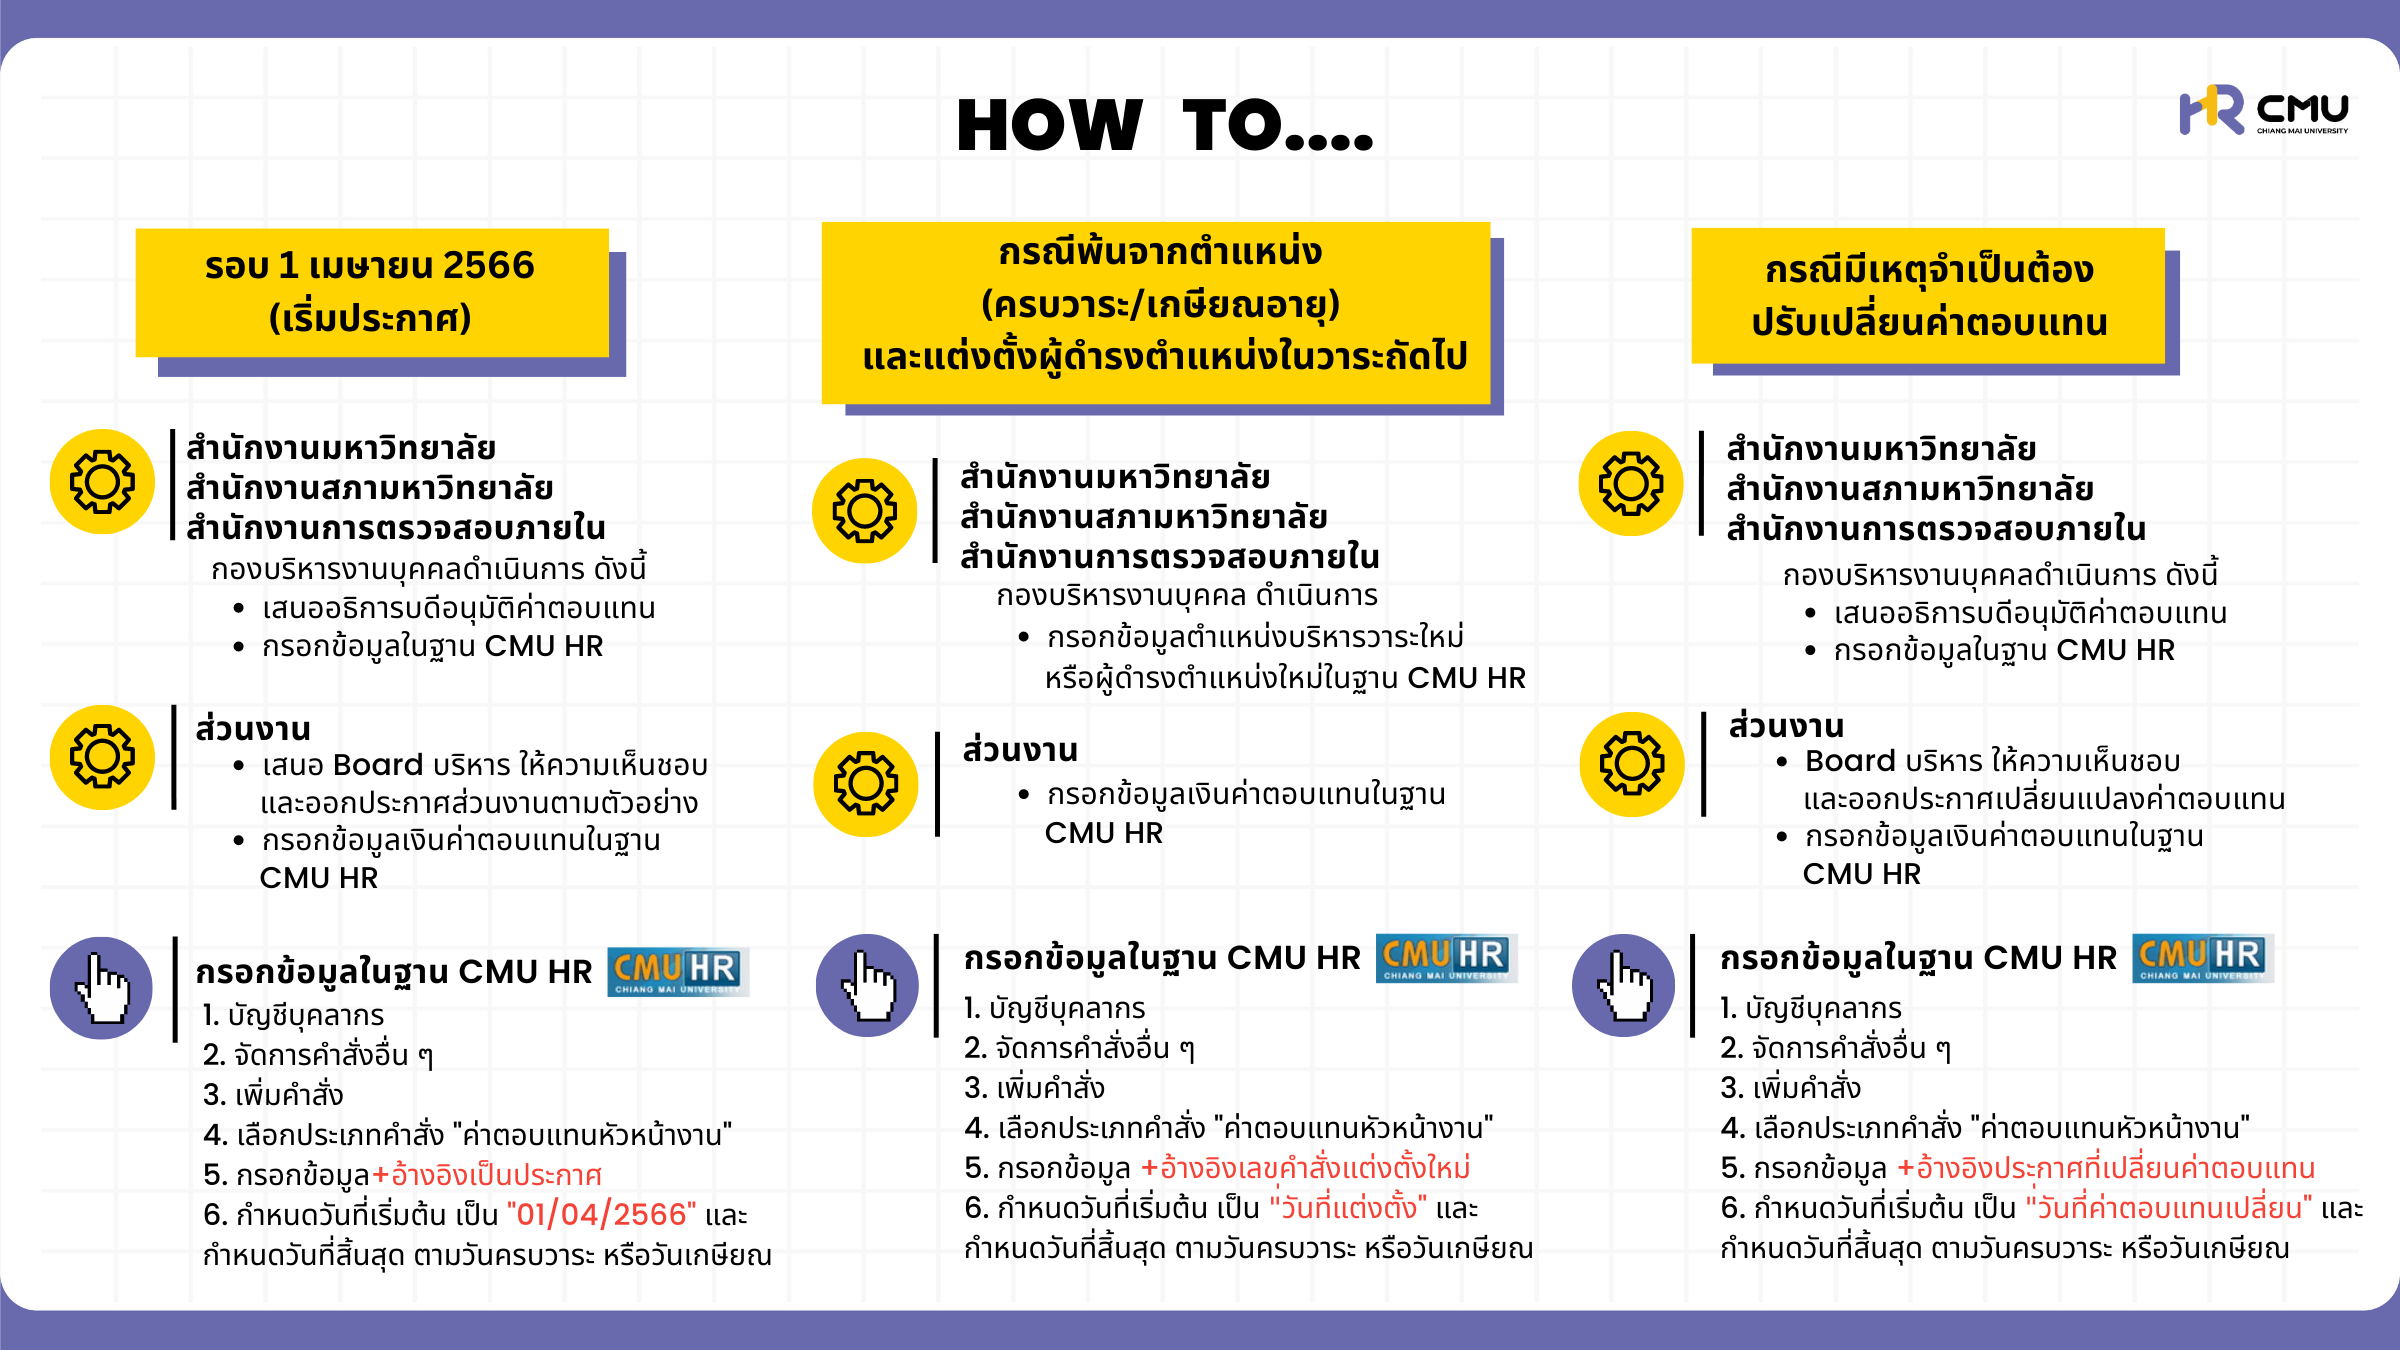 HOW TO....
HR CMU
CHIANG MAI UNIVERSITY
รอบ 1 เมษายน 2566
(เริ่มประกาศ)
สำนักงานมหาวิทยาลัย
สำนักงานสภามหาวิทยาลัย
สำนักงานการตรวจสอบภายใน
กองบริหารงานบุคคลดำเนินการ ดังนี้
• เสนออธิการบดีอนุมัติค่าตอบแทน
• กรอกข้อมูลในฐาน CMU HR
ส่วนงาน
• เสนอ Board บริหาร ให้ความเห็นชอบ
และออกประกาศส่วนงานตามตัวอย่าง
• กรอกข้อมูลเงินค่าตอบแทนในฐาน
CMU HR
กรอกข้อมูลในฐาน CMU HR
CMU HR
CHIANG MAI UNIVERSITY
1. บัญชีบุคลากร
2. จัดการคำสั่งอื่น ๆ
3. เพิ่มคำสั่ง
4. เลือกประเภทคำสั่ง "ค่าตอบแทนหัวหน้างาน"
5. กรอกข้อมูล+อ้างอิงเป็นประกาศ
6. กำหนดวันที่เริ่มต้น เป็น "01/04/2566" และ
กำหนดวันที่สิ้นสุด ตามวันครบวาระ หรือวันเกษียณ
กรณีพ้นจากตำแหน่ง
(ครบวาระ/เกษียณอายุ)
และแต่งตั้งผู้ดำรงตำแหน่งในวาระถัดไป
สำนักงานมหาวิทยาลัย
สำนักงานสภามหาวิทยาลัย
สำนักงานการตรวจสอบภายใน
กองบริหารงานบุคคล ดำเนินการ
• กรอกข้อมูลตำแหน่งบริหารวาระใหม่
หรือผู้ดำรงตำแหน่งใหม่ในฐาน CMU HR
ส่วนงาน
• กรอกข้อมูลเงินค่าตอบแทนในฐาน
CMU HR
กรอกข้อมูลในฐาน CMU HR
CMU HR
CHIANG MAI UNIVERSITY
1. บัญชีบุคลากร
2. จัดการคำสั่งอื่น ๆ
3. เพิ่มคำสั่ง
4. เลือกประเภทคำสั่ง "ค่าตอบแทนหัวหน้างาน"
5. กรอกข้อมูล +อ้างอิงเลขคำสั่งแต่งตั้งใหม่
6. กำหนดวันที่เริ่มต้น เป็น "วันที่แต่งตั้ง" และ
กำหนดวันที่สิ้นสุด ตามวันครบวาระ หรือวันเกษียณ
กรณีมีเหตุจำเป็นต้อง
ปรับเปลี่ยนค่าตอบแทน
สำนักงานมหาวิทยาลัย
สำนักงานสภามหาวิทยาลัย
สำนักงานการตรวจสอบภายใน
กองบริหารงานบุคคลดำเนินการ ดังนี้
• เสนออธิการบดีอนุมัติค่าตอบแทน
• กรอกข้อมูลในฐาน CMU HR
ส่วนงาน
• Board บริหาร ให้ความเห็นชอบ
และออกประกาศเปลี่ยนแปลงค่าตอบแทน
• กรอกข้อมูลเงินค่าตอบแทนในฐาน
CMU HR
กรอกข้อมูลในฐาน CMU HR
CMU HR
CHIANG MAI UNIVERSITY
1. บัญชีบุคลากร
2. จัดการคำสั่งอื่น ๆ
3. เพิ่มคำสั่ง
4. เลือกประเภทคำสั่ง "ค่าตอบแทนหัวหน้างาน"
5. กรอกข้อมูล +อ้างอิงประกาศที่เปลี่ยนค่าตอบแทน
6. กำหนดวันที่เริ่มต้น เป็น "วันที่ค่าตอบแทนเปลี่ยน" และ
กำหนดวันที่สิ้นสุด ตามวันครบวาระ หรือวันเกษียณ